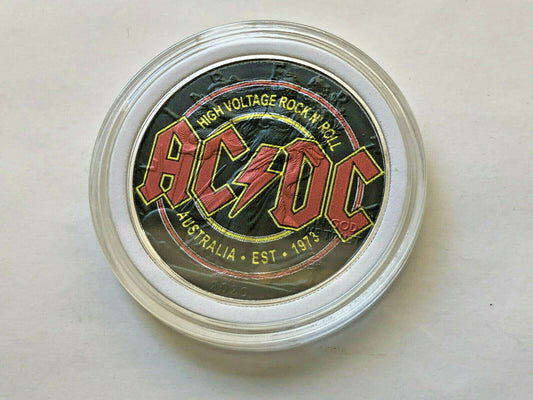 HIGH VOLTAGE ROCK N' ROLL
AC DC
AUSTRALIA • EST • 1973